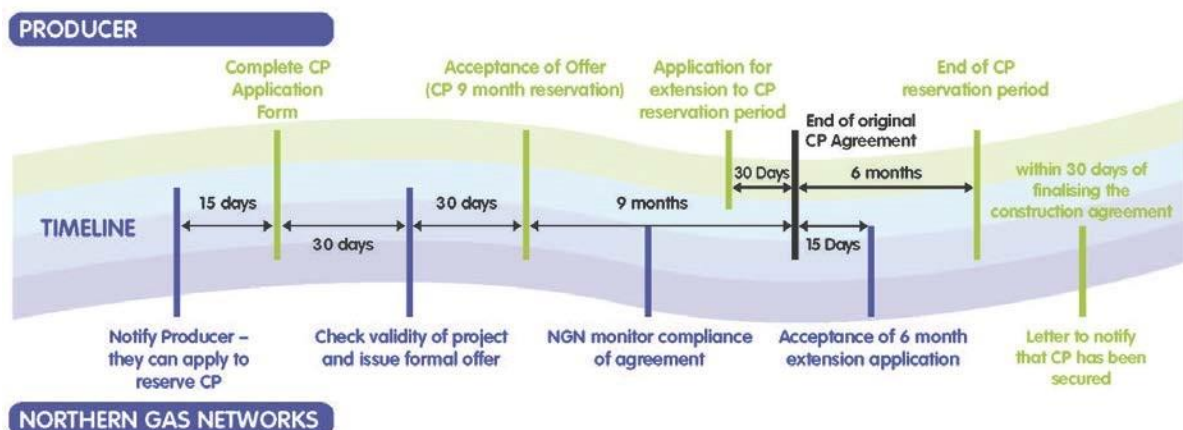 PRODUCER
Complete CP
Application
Form
Acceptance of Offer
(CP 9 month reservation)
Application for
extension to CP
reservation period
End of CP
reservation period
End of original
CP Agreement
30 Days
6 months
within 30 days of
finalising the
construction agreement
TIMELINE
15 days
30 days
30 days
9 months
15 Days
Notify Producer –
they can apply to
reserve CP
Check validity of project
and issue formal offer
NGN monitor compliance
of agreement
Acceptance of 6 month
extension application
Letter to notify
that CP has been
secured
NORTHERN GAS NETWORKS